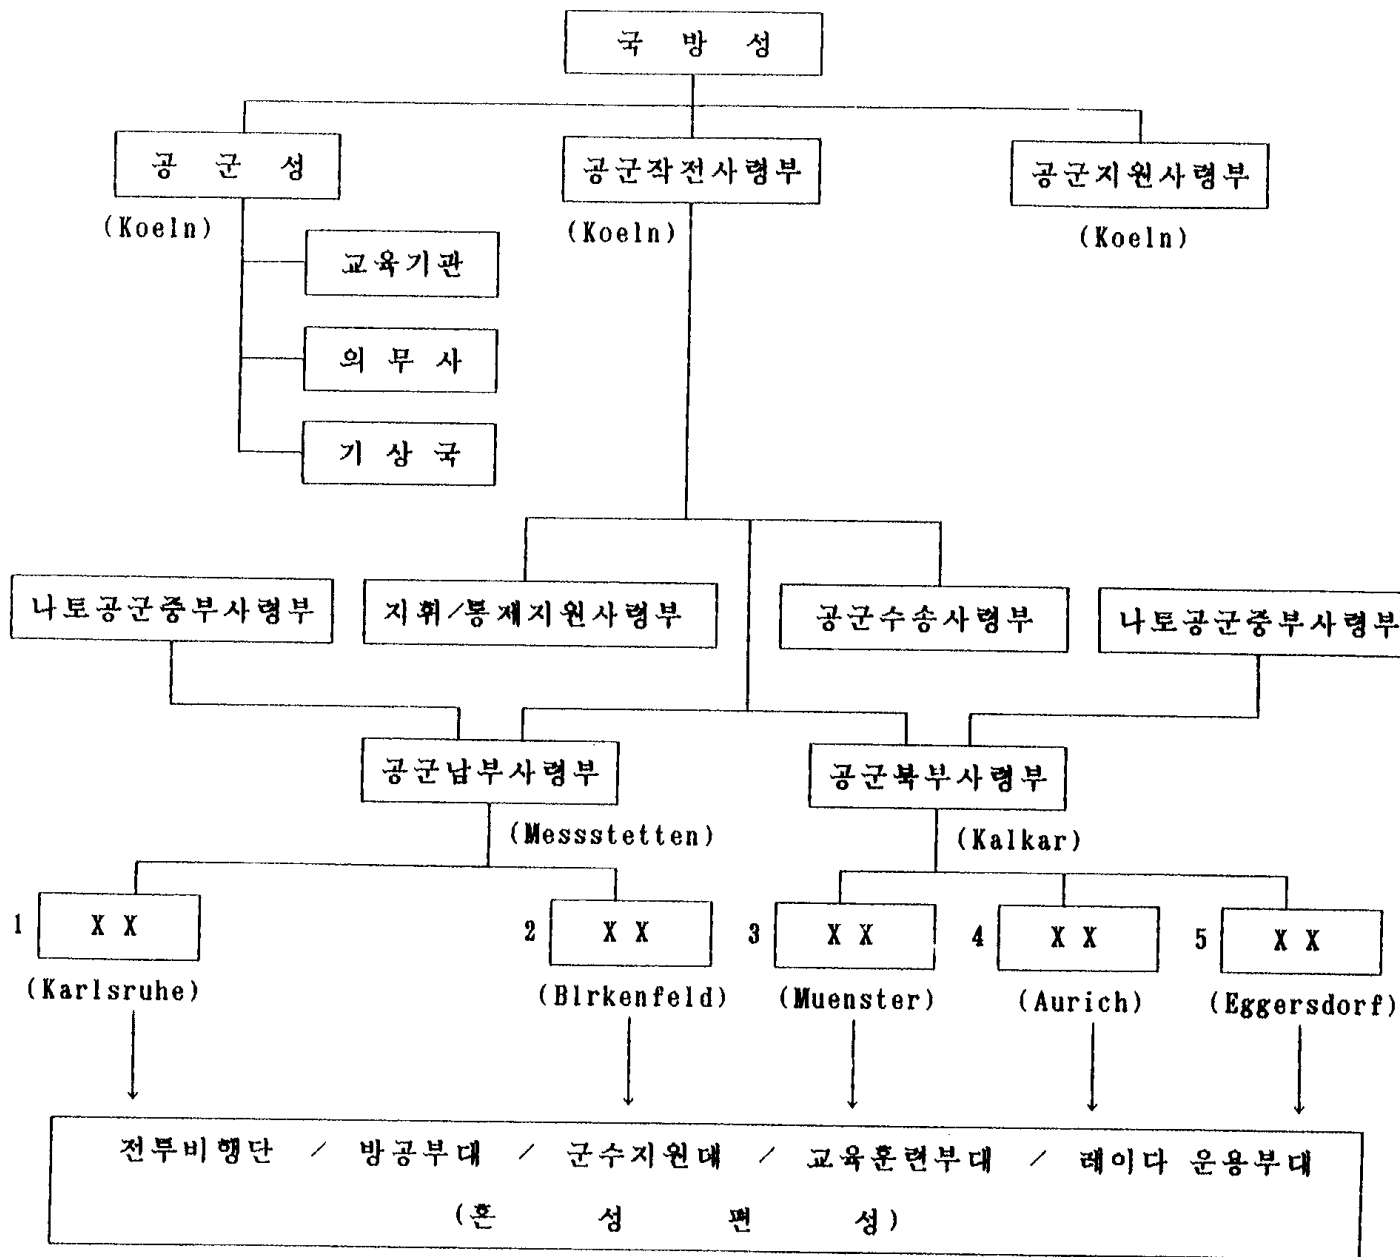 국 방 성
공 군 성
공군작전사령부
공군지원사령부
(Koeln)
(Koeln)
(Koeln)
교육기관
의 무 사
기 상 국
나토공군중부사령부
지휘/통제지원사령부
공군수송사령부
나토공군중부사령부
공군남부사령부
공군북부사령부
(Messstetten)
(Kalkar)
1 X X
2 X X
3 X X
4 X X
5 X X
(Karlsruhe)
(Birkenfeld)
(Muenster)
(Aurich)
(Eggersdorf)
전투비행단 / 방공부대 / 군수지원대 / 교육훈련부대 / 레이다 운용부대
(혼 성 편 성)